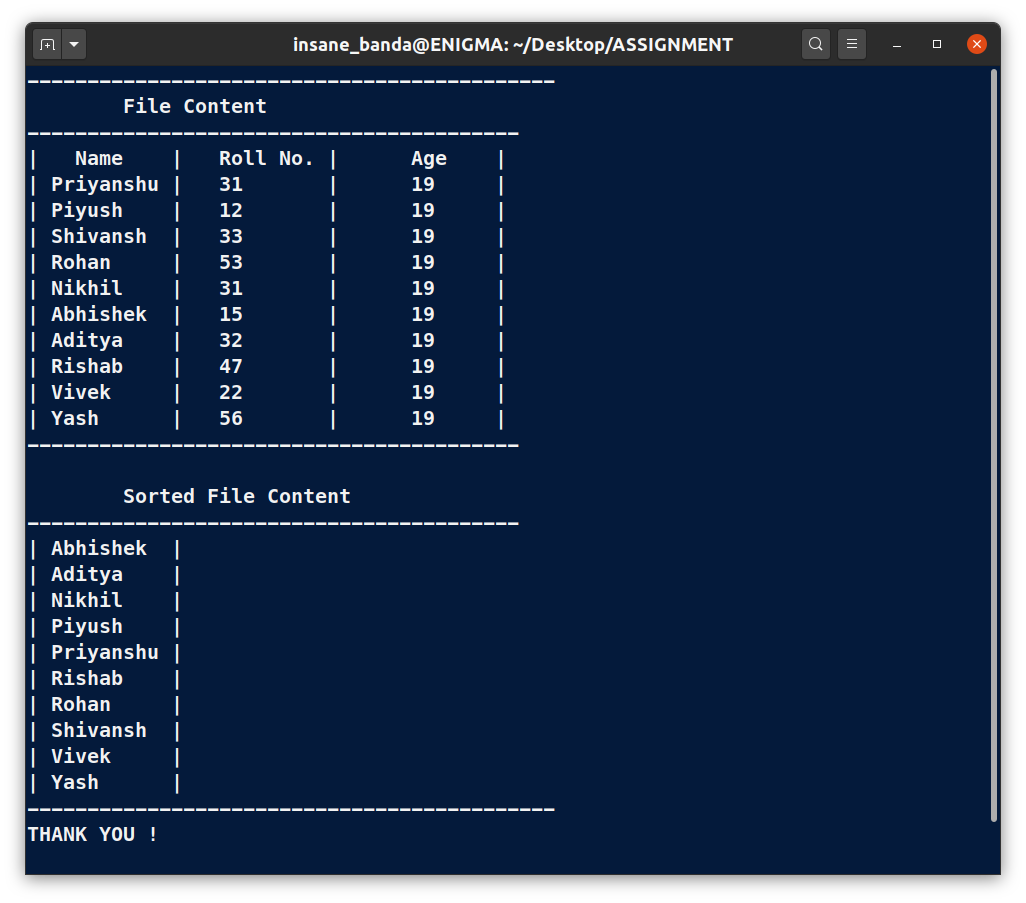 insane_banda@ENIGMA: ~/Desktop/ASSIGNMENT
--------------------------------------------
        File Content
-----------------------------------------
|   Name    |   Roll No. |      Age    |
| Priyanshu |   31       |      19     |
| Piyush    |   12       |      19     |
| Shivansh  |   33       |      19     |
| Rohan     |   53       |      19     |
| Nikhil    |   31       |      19     |
| Abhishek  |   15       |      19     |
| Aditya    |   32       |      19     |
| Rishab    |   47       |      19     |
| Vivek     |   22       |      19     |
| Yash      |   56       |      19     |
-----------------------------------------
        Sorted File Content
-----------------------------------------
| Abhishek  |
| Aditya    |
| Nikhil    |
| Piyush    |
| Priyanshu |
| Rishab    |
| Rohan     |
| Shivansh  |
| Vivek     |
| Yash      |
--------------------------------------------
THANK YOU !